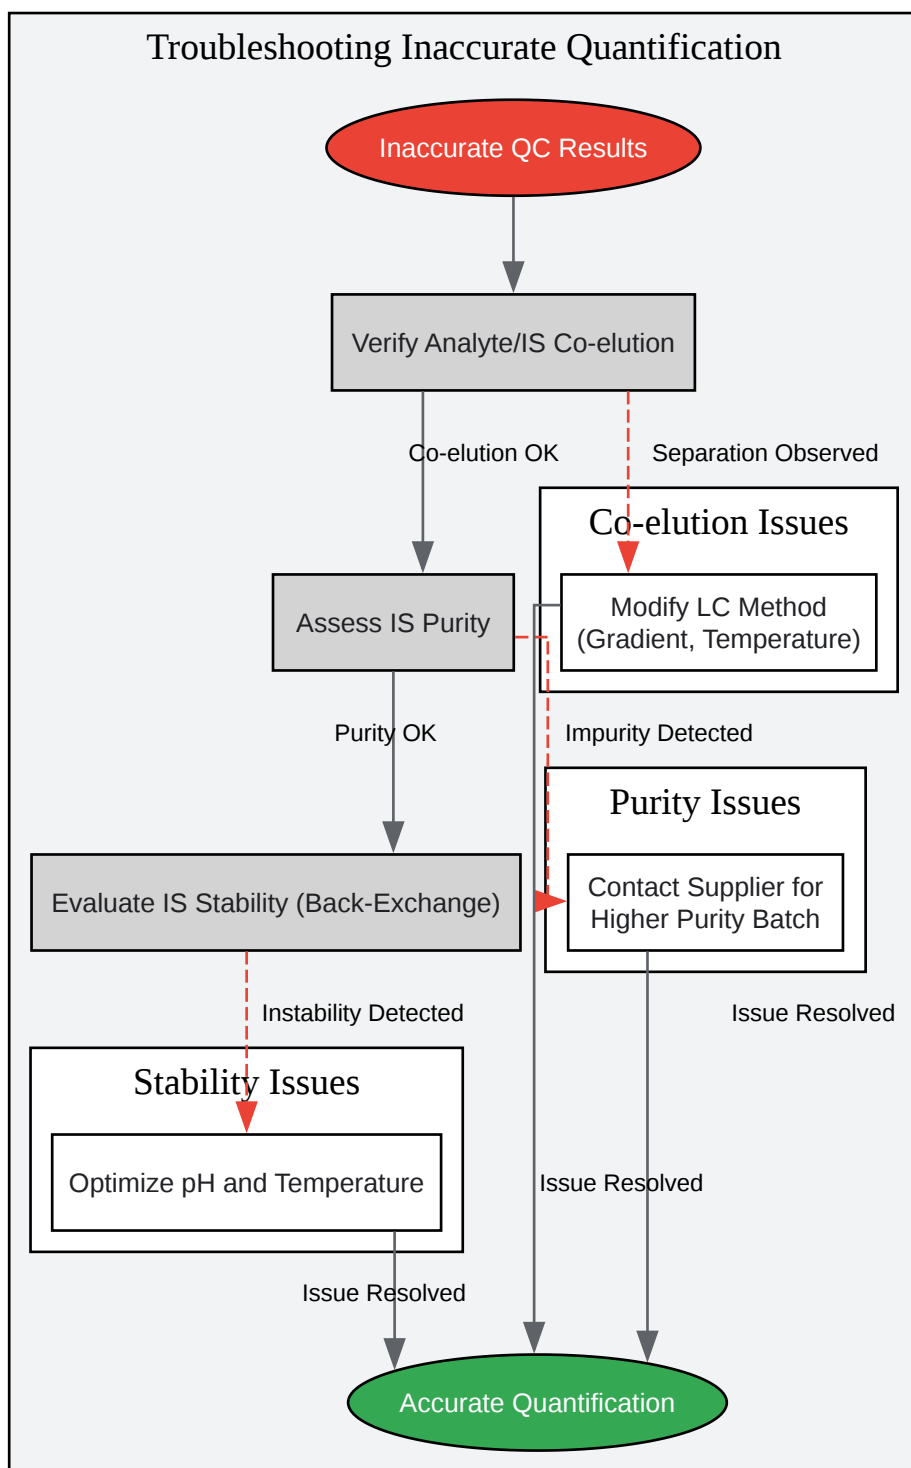 Troubleshooting Inaccurate Quantification
Inaccurate QC Results
Verify Analyte/IS Co-elution
Co-elution OK
Separation Observed
Co-elution Issues
Modify LC Method
(Gradient, Temperature)
Assess IS Purity
Purity OK
Impurity Detected
Purity Issues
Contact Supplier for
Higher Purity Batch
Evaluate IS Stability (Back-Exchange)
Instability Detected
Issue Resolved
Stability Issues
Optimize pH and Temperature
Issue Resolved
Issue Resolved
Accurate Quantification